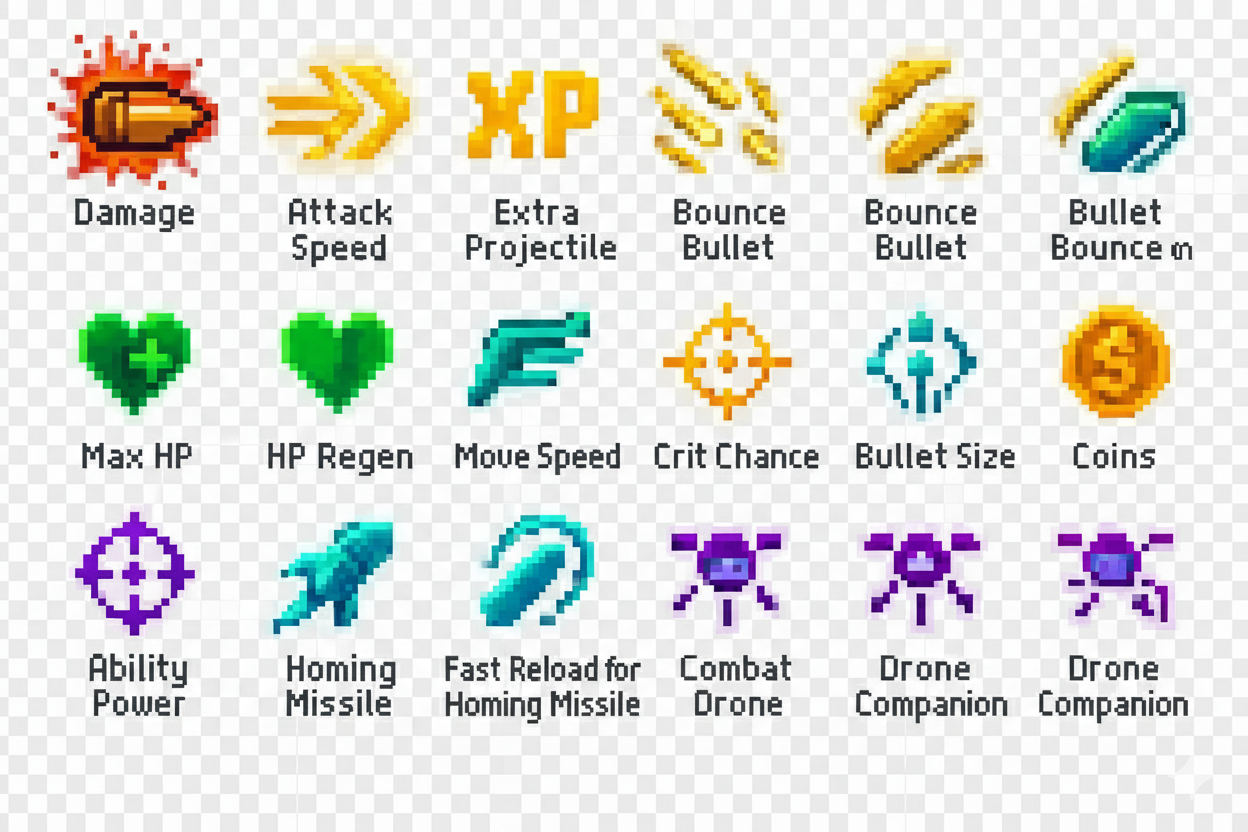 XP
Damage
Attack
Speed
Extra
Projectile
Bounce
Bullet
Bounce
Bullet
Bullet
Bounce
$
Max HP
HP Regen
Move Speed
Crit Chance
Bullet Size
Coins
Ability
Power
Homing
Missile
Fast Reload for
Homing Missile
Combat
Drone
Drone
Companion
Drone
Companion